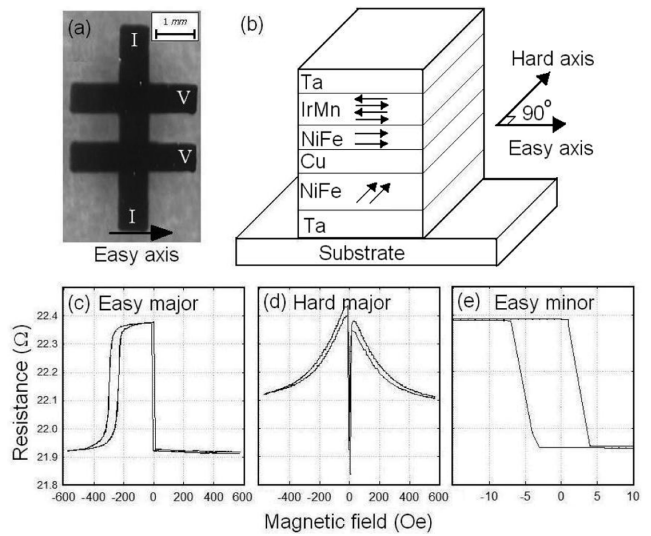 (a)
1 mm
I
V
V
I
Easy axis
(b)
Ta
IrMn
NiFe
Cu
NiFe
Ta
Substrate
Hard axis
90°
Easy axis
(c) Easy major
(d) Hard major
(e) Easy minor
Resistance (Ω)
22.4
22.3
22.2
22.1
22.0
21.9
21.8
-600 -400 -200 0 200 400 600
-400 -200 0 200 400 600
-10 -5 0 5 10
Magnetic field (Oe)